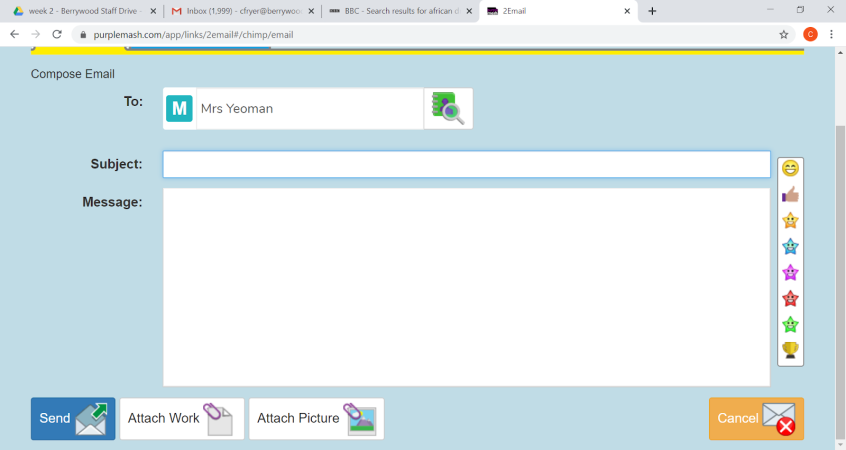 week 2 - Berrywood Staff Drive -
Inbox (1,999) - cfryer@berrywoo
BBC - Search results for african d
2Email
purplemash.com/app/links/2email#/chimp/email
C
Compose Email
To:
M
Mrs Yeoman
Subject:
Message:
Send
Attach Work
Attach Picture
Cancel